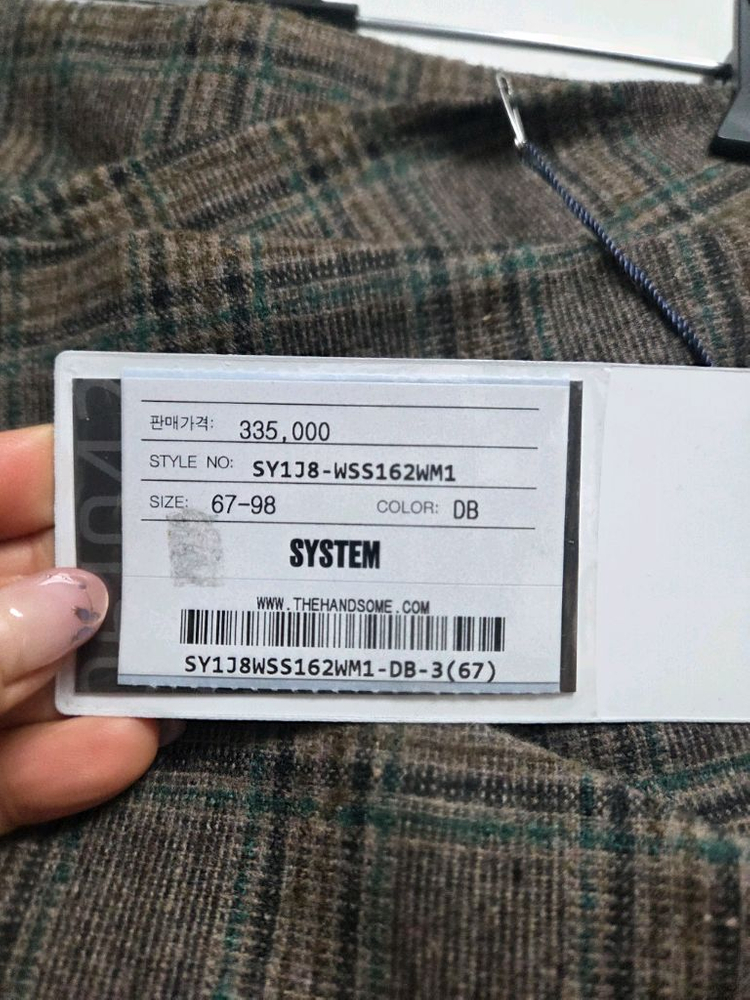 판매가격: 335,000
STYLE NO: SY1J8-WSS162WM1
SIZE: 67-98 COLOR: DB
SYSTEM
WWW.THEHANDSOME.COM
SY1J8WSS162WM1-DB-3(67)